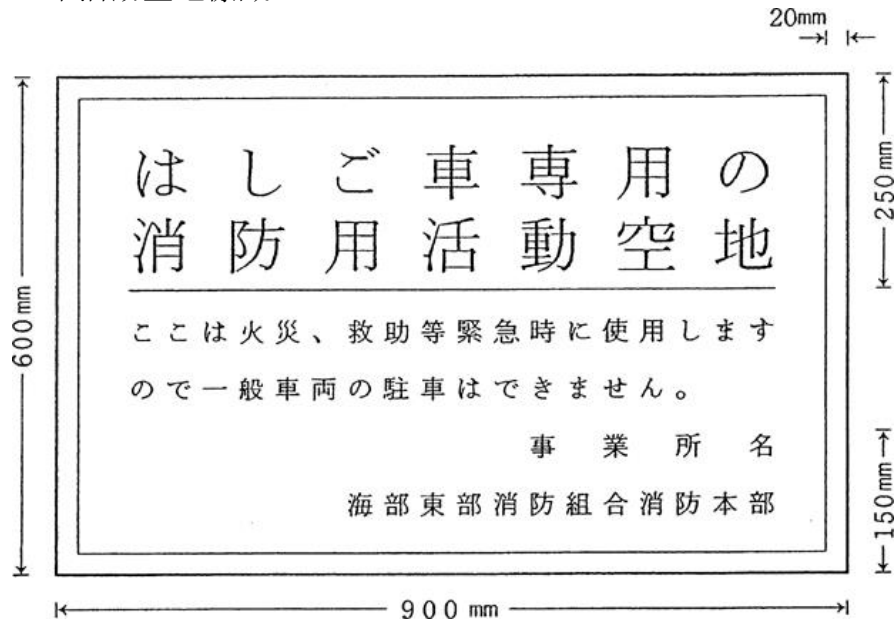 20mm
はしご車専用の
消防用活動空地
ここは火災、救助等緊急時に使用します
ので一般車両の駐車はできません。
事業所名
海部東部消防組合消防本部
250mm
600mm
150mm
900mm